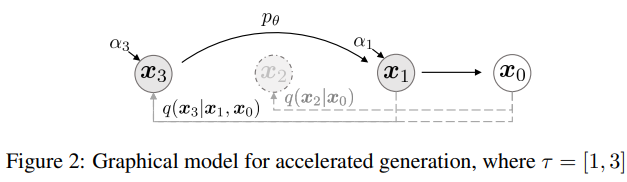 p_θ
α_3 α_1
x_3 x_2 x_1 x_0
q(x_3|x_1, x_0) q(x_2|x_0)
Figure 2: Graphical model for accelerated generation, where τ = [1, 3]